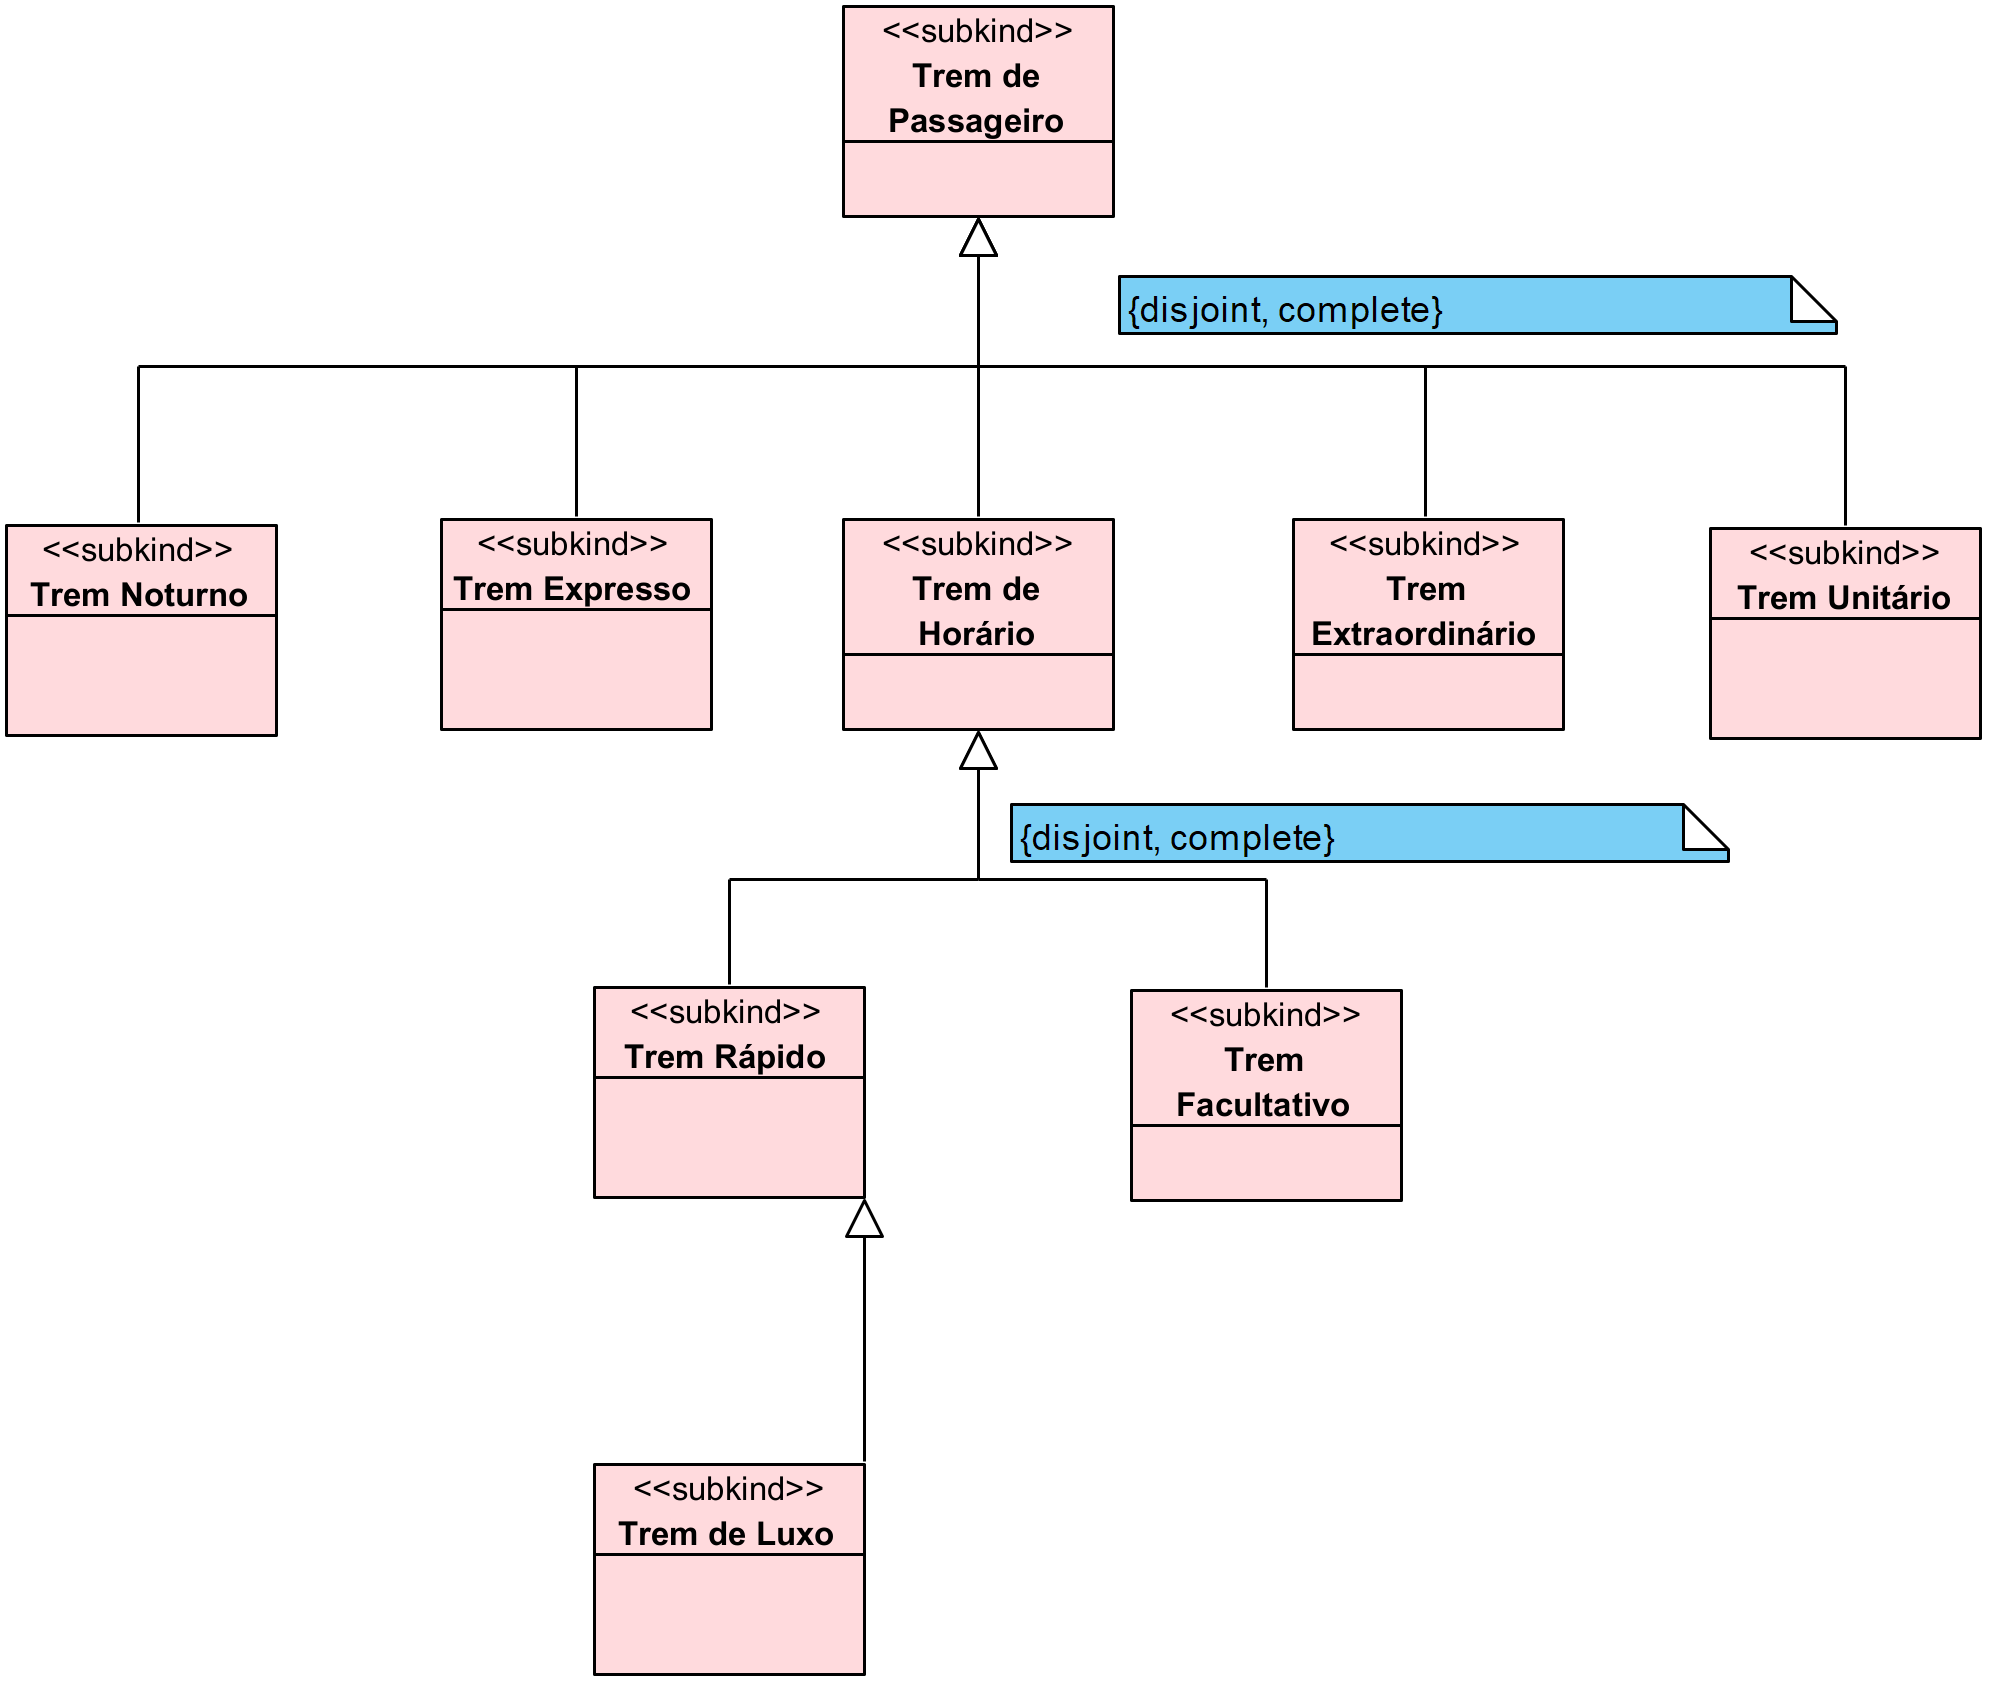 <<subkind>>
Trem de
Passageiro
{disjoint, complete}
<<subkind>>
Trem Noturno
<<subkind>>
Trem Expresso
<<subkind>>
Trem de
Horário
<<subkind>>
Trem
Extraordinário
<<subkind>>
Trem Unitário
{disjoint, complete}
<<subkind>>
Trem Rápido
<<subkind>>
Trem
Facultativo
<<subkind>>
Trem de Luxo